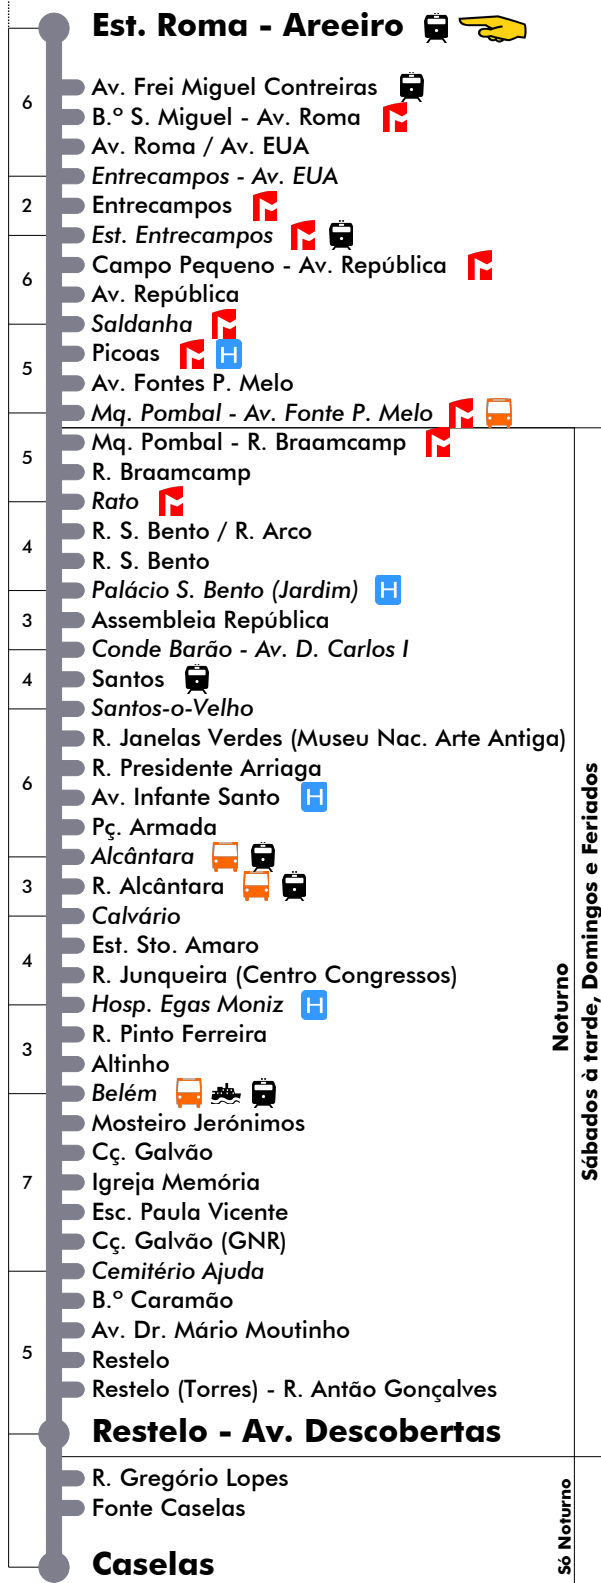 Est. Roma - Areeiro
6
Av. Frei Miguel Contreiras
B.º S. Miguel - Av. Roma
Av. Roma / Av. EUA
Entrecampos - Av. EUA
2
Entrecampos
Est. Entrecampos
6
Campo Pequeno - Av. República
Av. República
Saldanha
5
Picoas H
Av. Fontes P. Melo
Mq. Pombal - Av. Fonte P. Melo
5
Mq. Pombal - R. Braamcamp
R. Braamcamp
Rato
4
R. S. Bento / R. Arco
R. S. Bento
Palácio S. Bento (Jardim) H
3
Assembleia República
Conde Barão - Av. D. Carlos I
4
Santos
Santos-o-Velho
6
R. Janelas Verdes (Museu Nac. Arte Antiga)
R. Presidente Arriaga
Av. Infante Santo H
Pç. Armada
Alcântara
3
R. Alcântara
Calvário
4
Est. Sto. Amaro
R. Junqueira (Centro Congressos)
Hosp. Egas Moniz H
3
R. Pinto Ferreira
Altinho
Belém
7
Mosteiro Jerónimos
Cç. Galvão
Igreja Memória
Esc. Paula Vicente
Cç. Galvão (GNR)
Cemitério Ajuda
5
B.º Caramão
Av. Dr. Mário Moutinho
Restelo
Restelo (Torres) - R. Antão Gonçalves
Restelo - Av. Descobertas
R. Gregório Lopes
Fonte Caselas
Caselas
Noturno
Sábados à tarde, Domingos e Feriados
Só Noturno